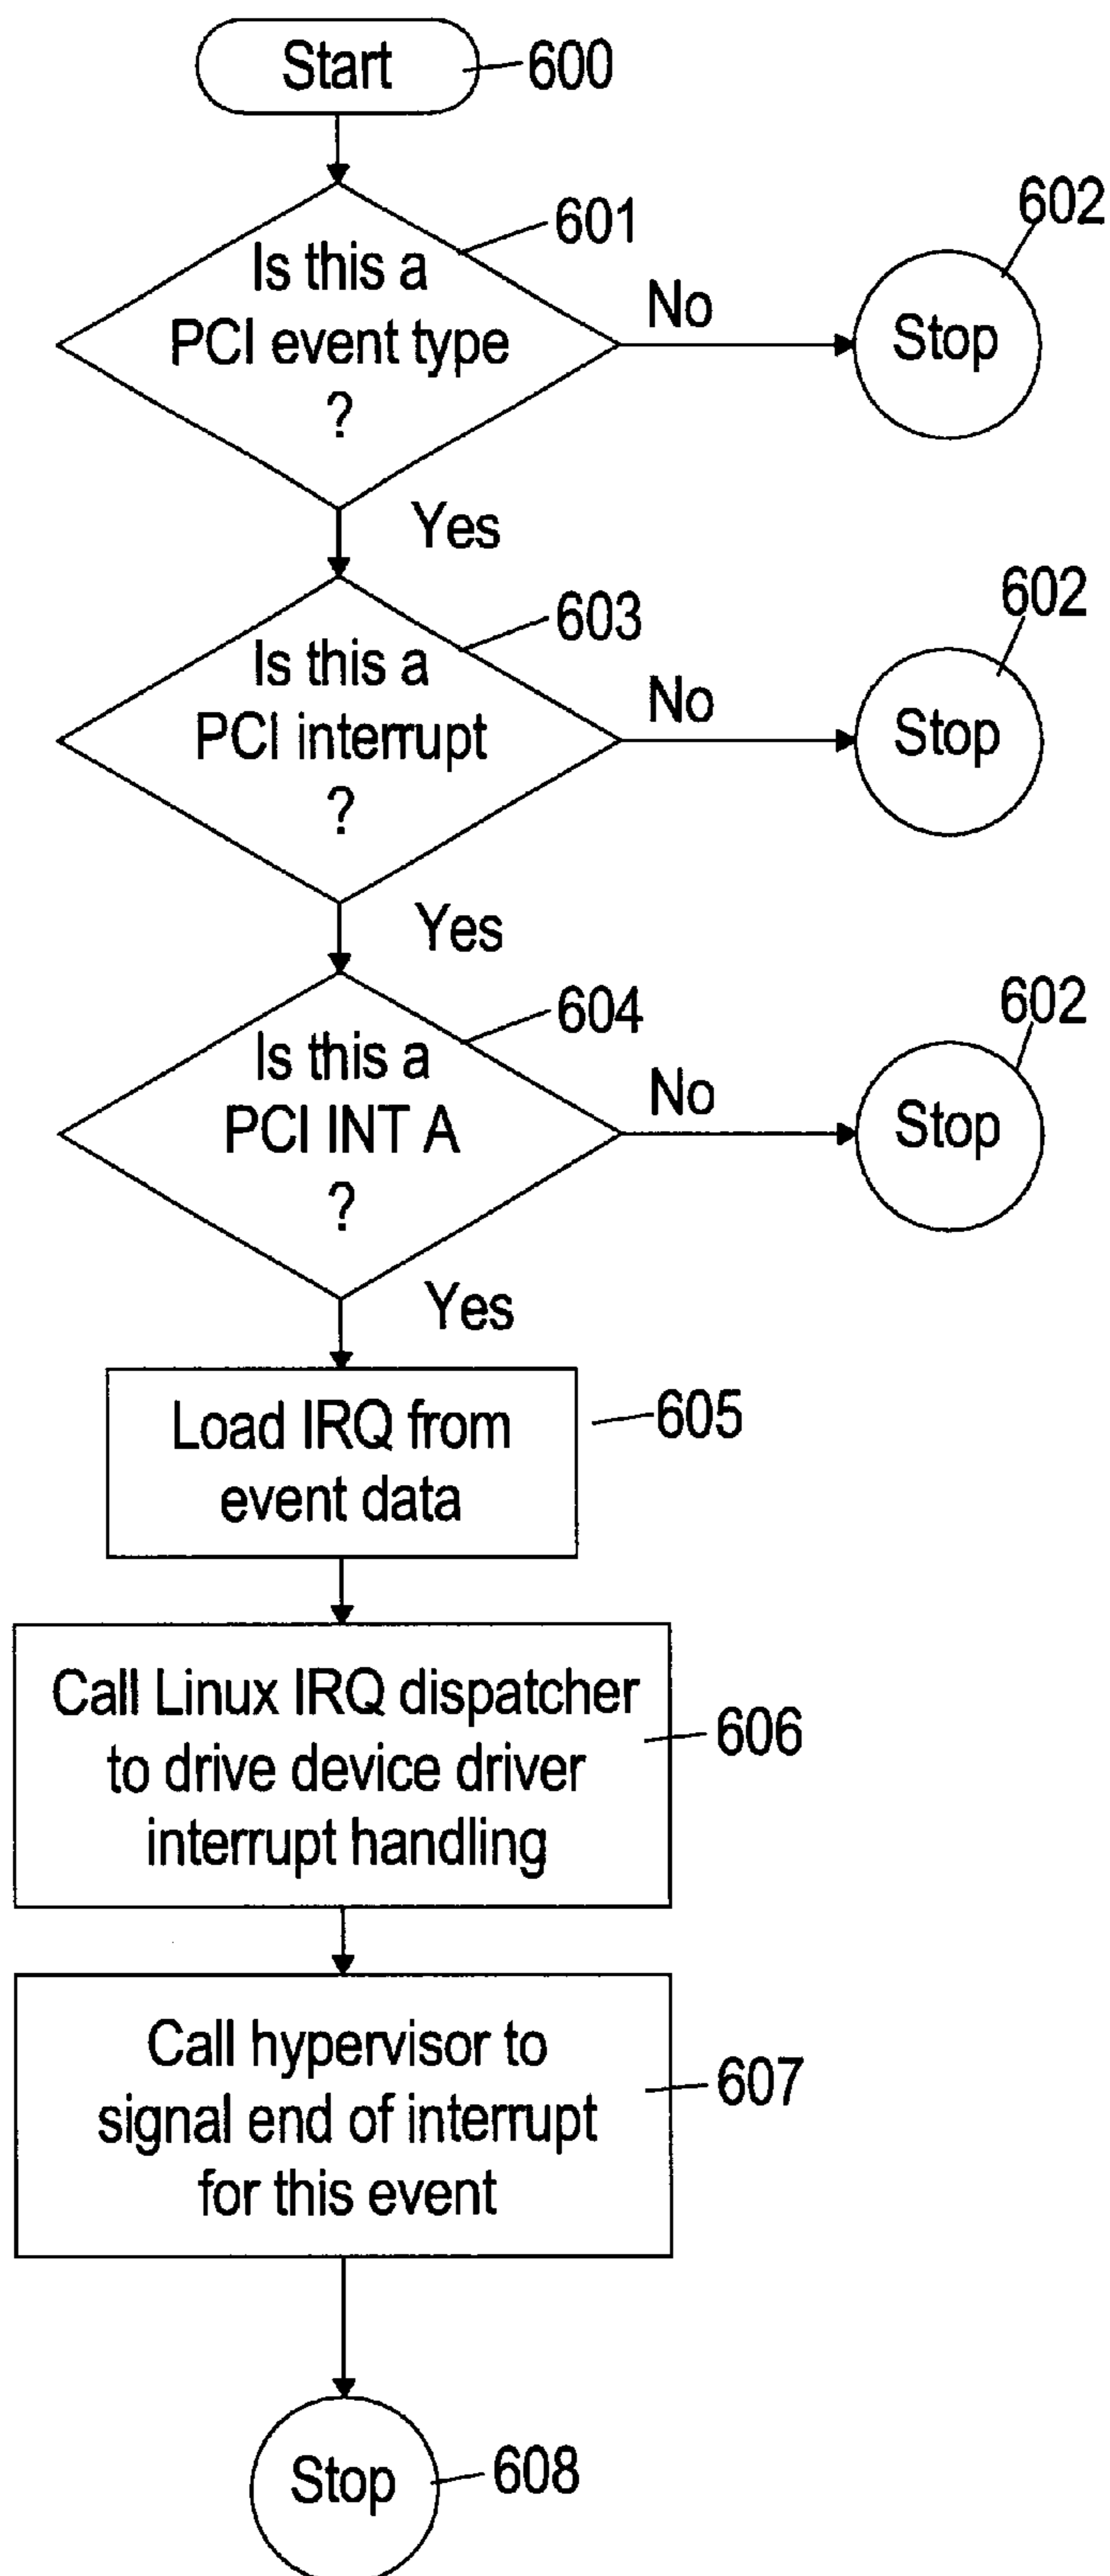 Start
600
601
Is this a
PCI event type
?
No
602
Stop
Yes
603
Is this a
PCI interrupt
?
No
602
Stop
Yes
604
Is this a
PCI INT A
?
No
602
Stop
Yes
Load IRQ from
event data
605
Call Linux IRQ dispatcher
to drive device driver
interrupt handling
606
Call hypervisor to
signal end of interrupt
for this event
607
Stop
608